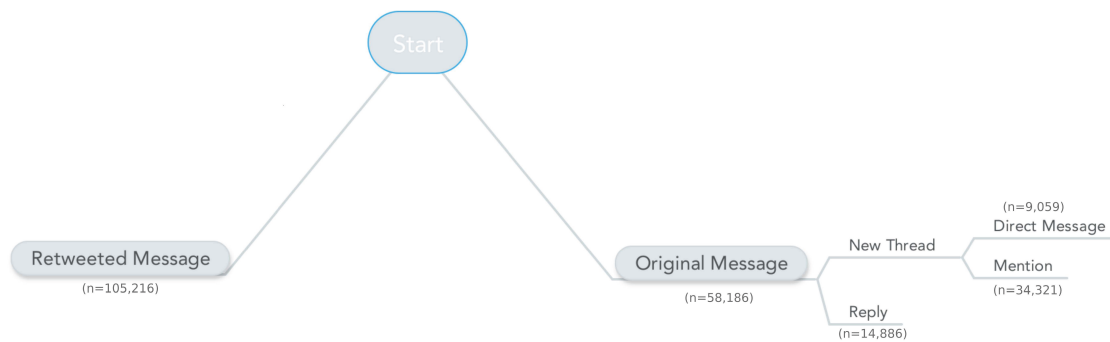 Start
Retweeted Message
(n=105,216)
Original Message
(n=58,186)
New Thread
(n=9,059)
Direct Message
Mention
(n=34,321)
Reply
(n=14,886)